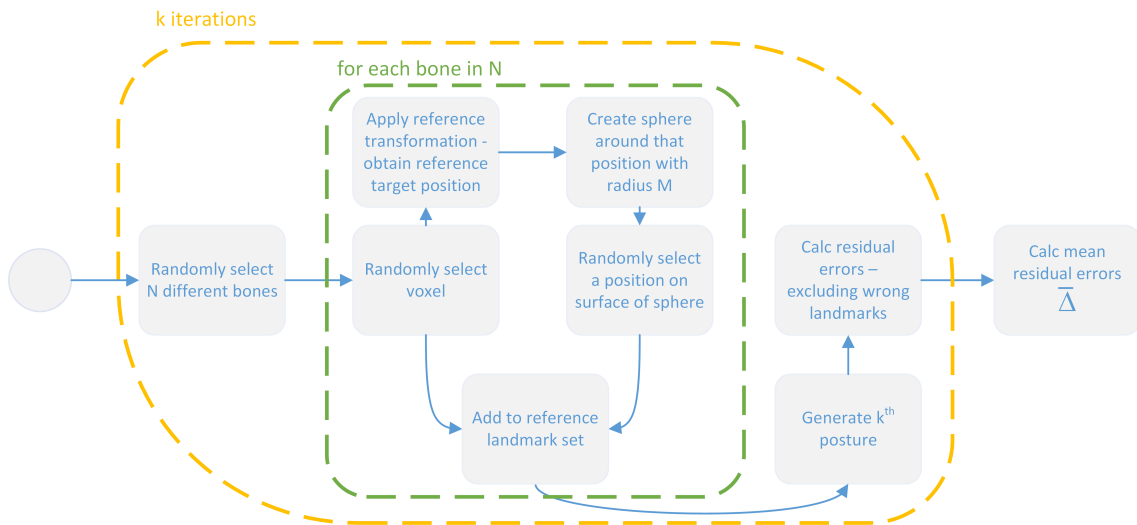 k iterations
for each bone in N
Apply reference
transformation -
obtain reference
target position
Create sphere
around that
position with
radius M
Randomly select
N different bones
Randomly select
voxel
Randomly select
a position on
surface of sphere
Add to reference
landmark set
Generate kth
posture
Calc residual
errors –
excluding wrong
landmarks
Calc mean
residual errors
Δ̅